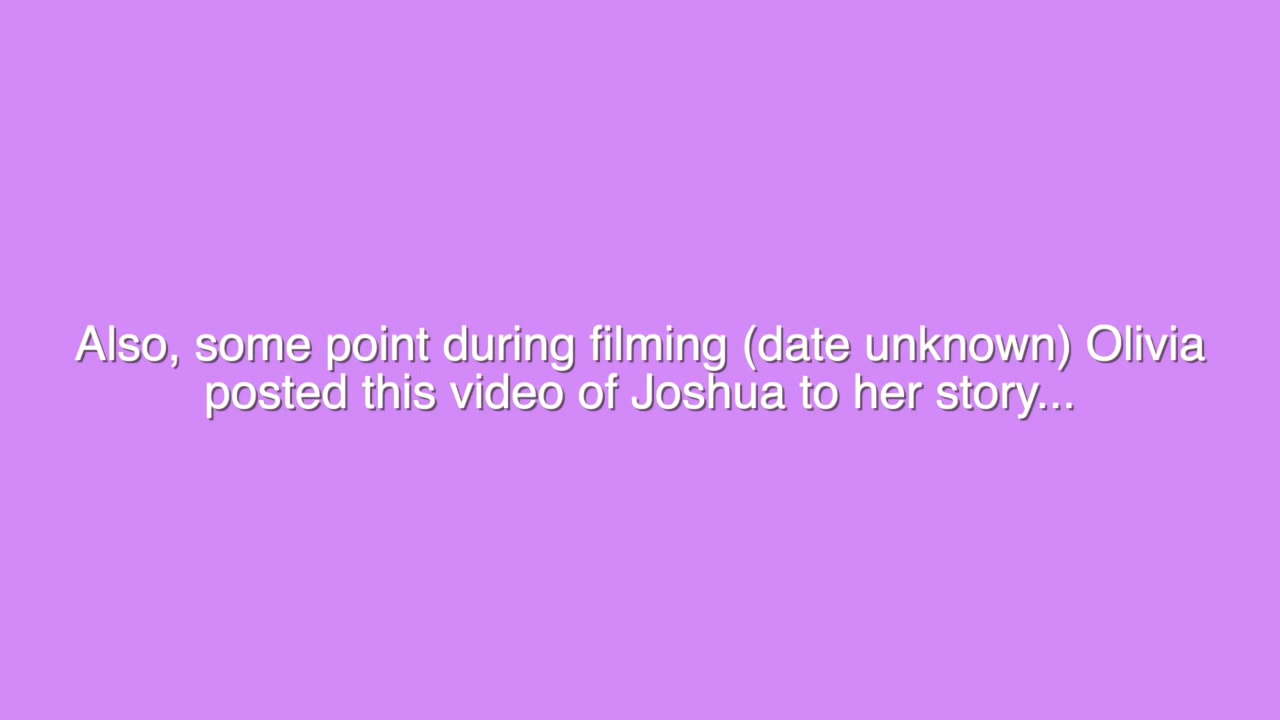 Also, some point during filming (date unknown) Olivia
posted this video of Joshua to her story...